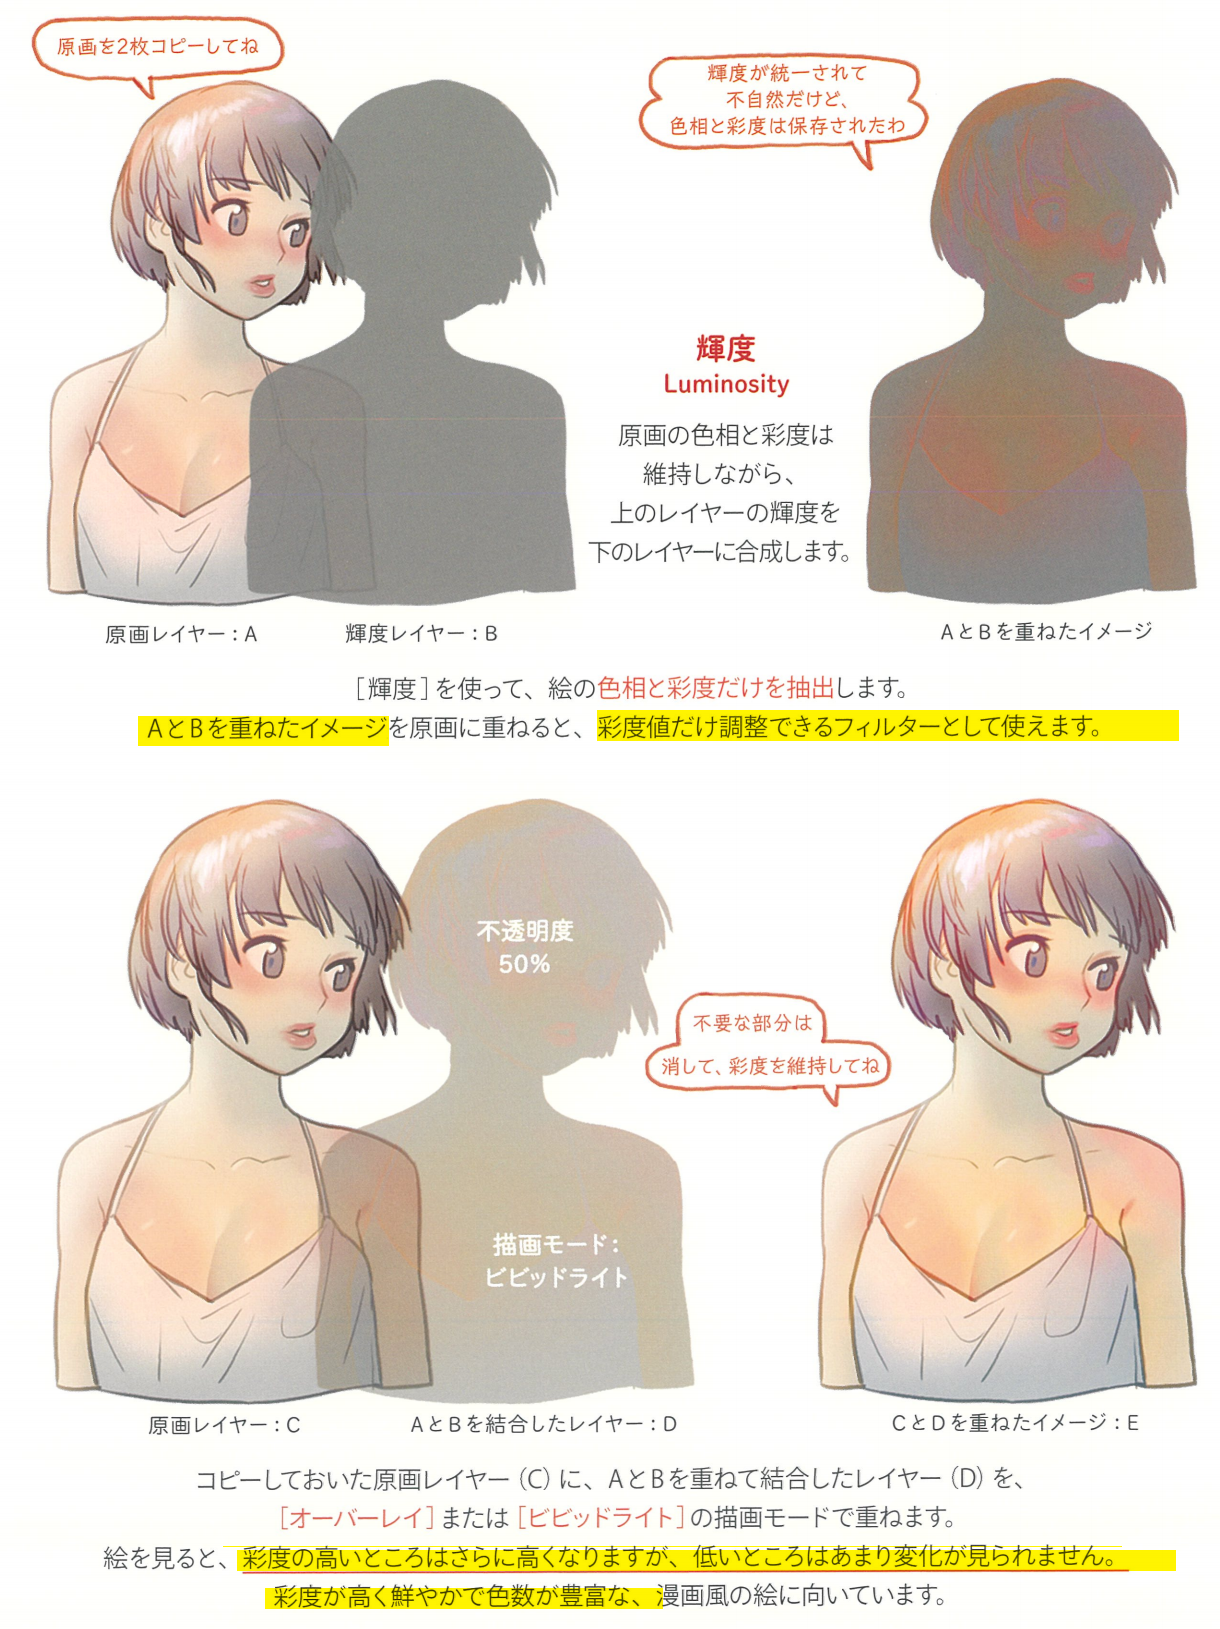 原画を2枚コピーしてね
輝度が統一されて
不自然だけど、
色相と彩度は保存されたわ
輝度
Luminosity
原画の色相と彩度は
維持しながら、
上のレイヤーの輝度を
下のレイヤーに合成します。
原画レイヤー：A
輝度レイヤー：B
AとBを重ねたイメージ
［輝度］を使って、絵の色相と彩度だけを抽出します。
AとBを重ねたイメージを原画に重ねると、彩度値だけ調整できるフィルターとして使えます。
不透明度
50%
不要な部分は
消して、彩度を維持してね
描画モード：
ビビッドライト
原画レイヤー：C
AとBを結合したレイヤー：D
CとDを重ねたイメージ：E
コピーしておいた原画レイヤー（C）に、AとBを重ねて結合したレイヤー（D）を、
［オーバーレイ］または［ビビッドライト］の描画モードで重ねます。
絵を見ると、彩度の高いところはさらに高くなりますが、低いところはあまり変化が見られません。
彩度が高く鮮やかで色数が豊富な、漫画風の絵に向いています。